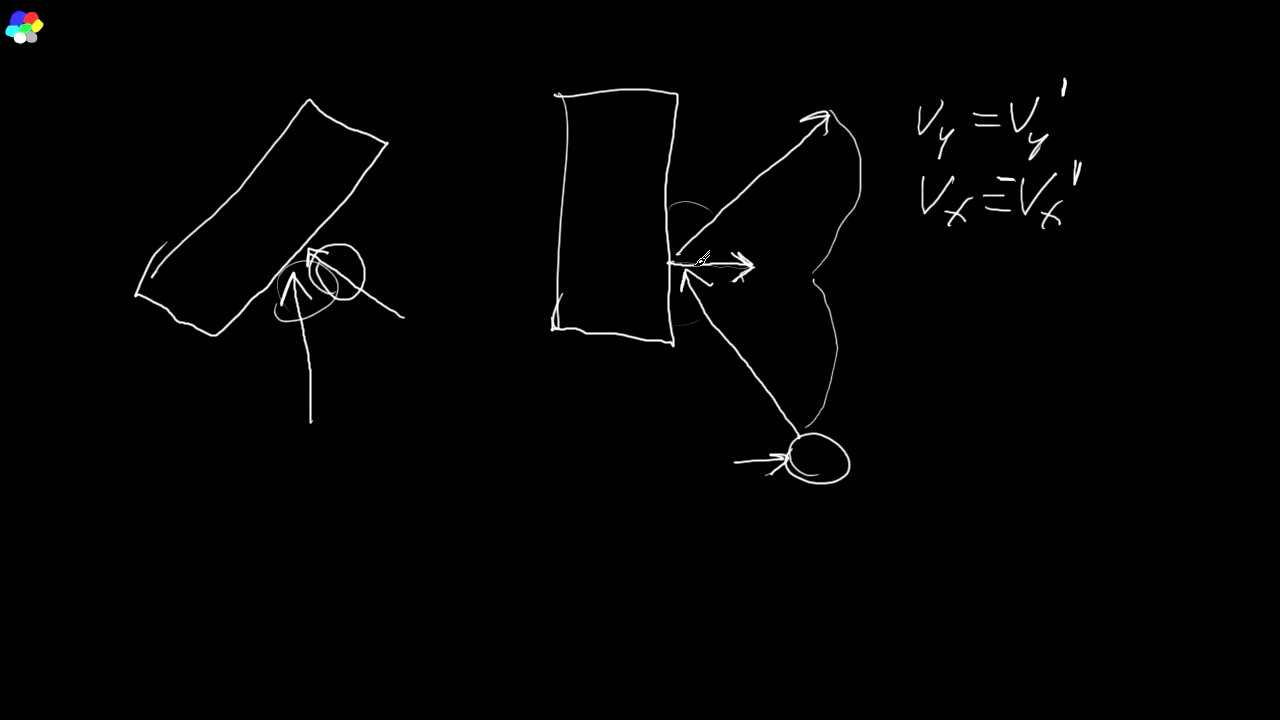 Vy = Vy'
Vx = -Vx'